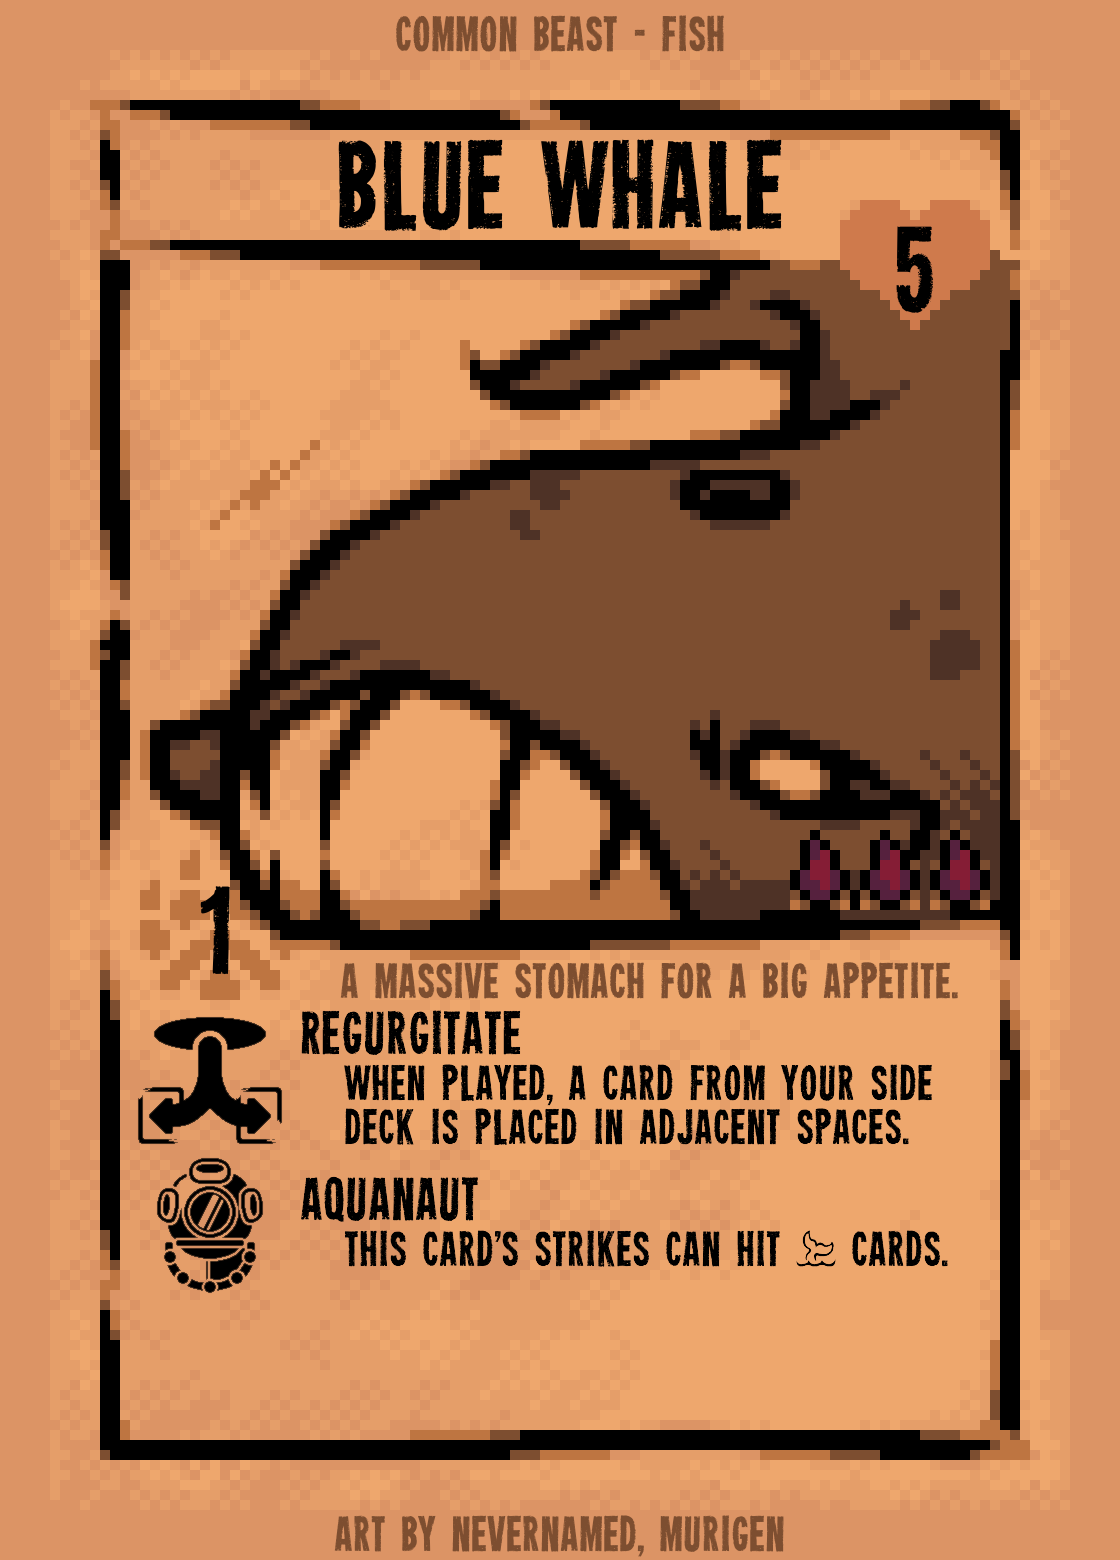 COMMON BEAST - FISH
BLUE WHALE
5
1
A MASSIVE STOMACH FOR A BIG APPETITE.
REGURGITATE
WHEN PLAYED, A CARD FROM YOUR SIDE
DECK IS PLACED IN ADJACENT SPACES.
AQUANAUT
THIS CARD'S STRIKES CAN HIT CARDS.
ART BY NEVERNAMED, MURIGEN